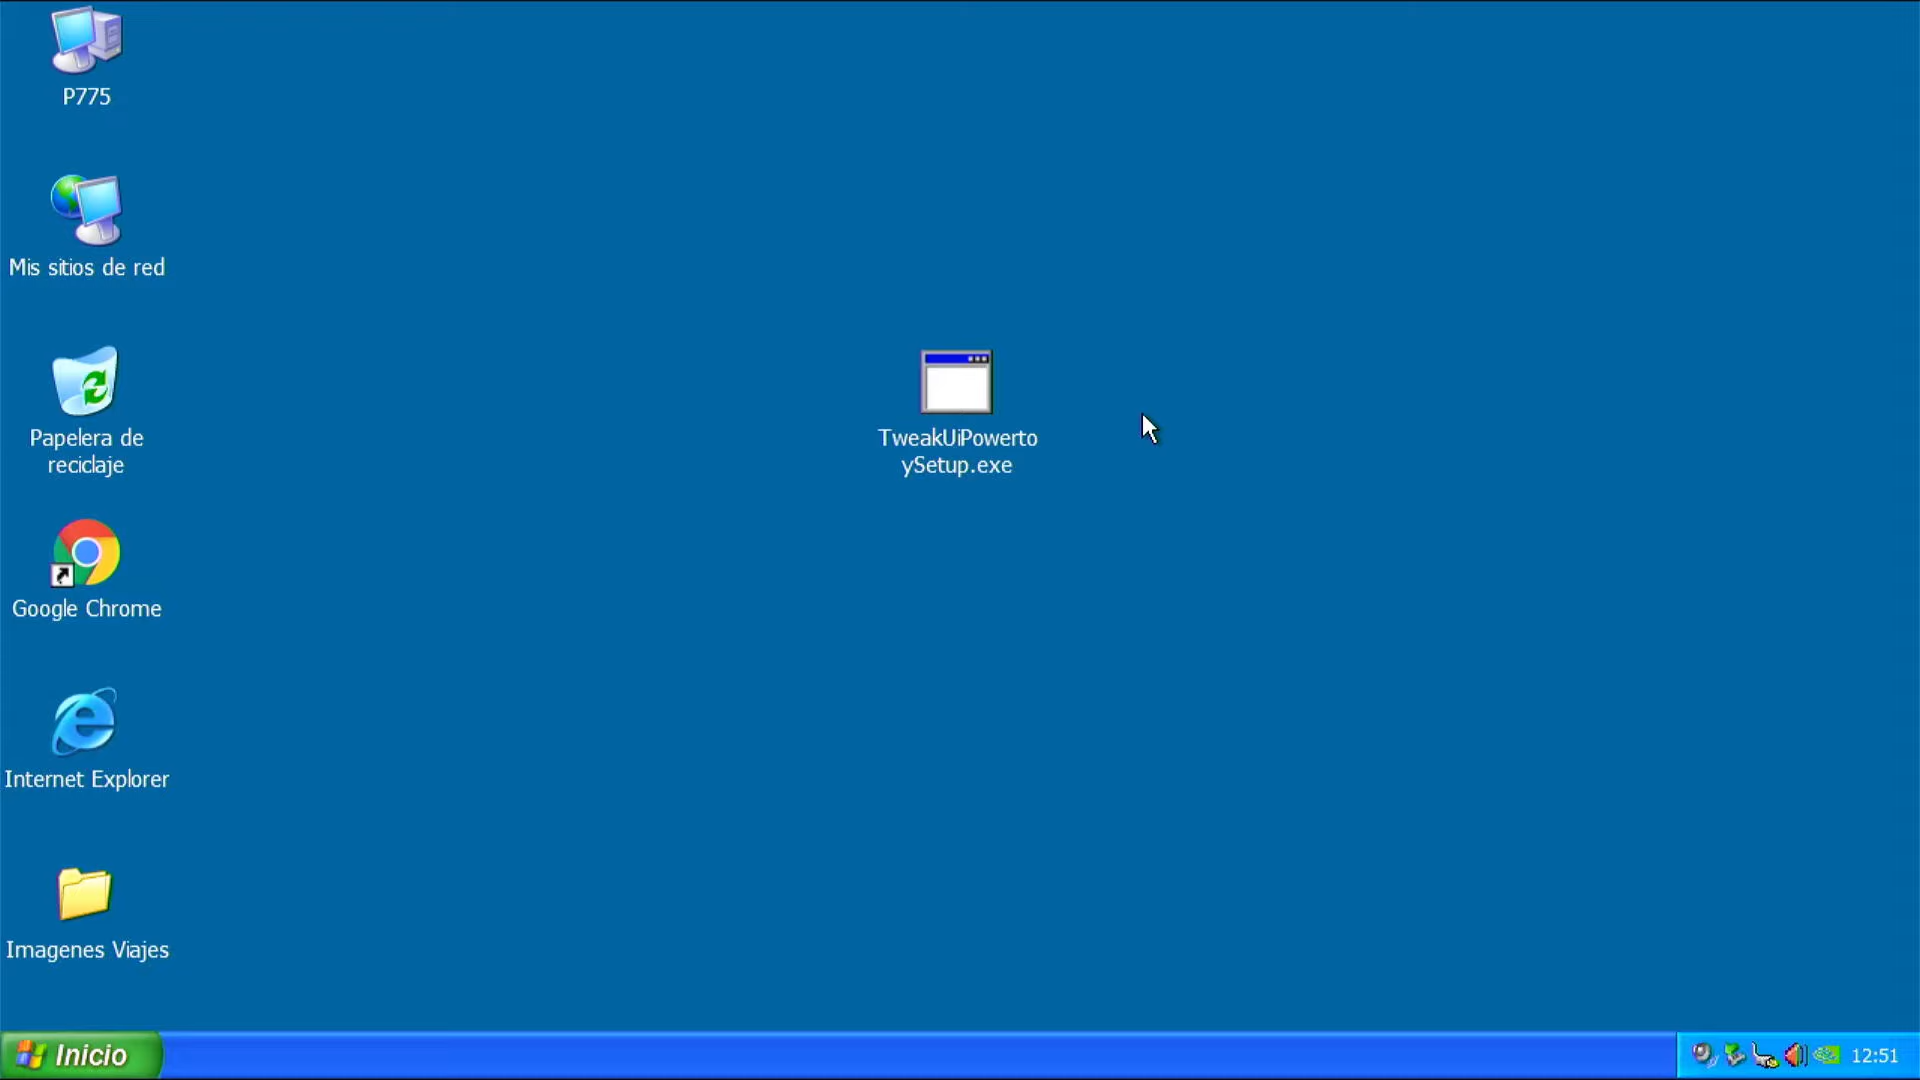 P775
Mis sitios de red
Papelera de
reciclaje
Google Chrome
Internet Explorer
Imagenes Viajes
TweakUiPowerto
ySetup.exe
Inicio
12:51